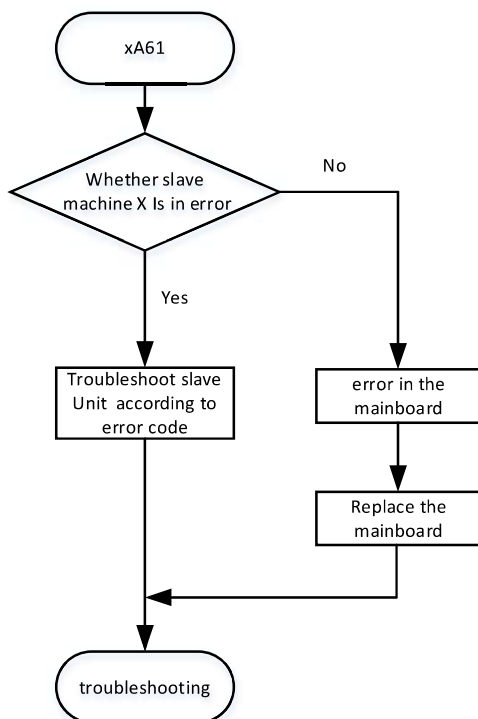 xA61
Whether slave
machine X Is in error
No
Yes
Troubleshoot slave
Unit according to
error code
error in the
mainboard
Replace the
mainboard
troubleshooting